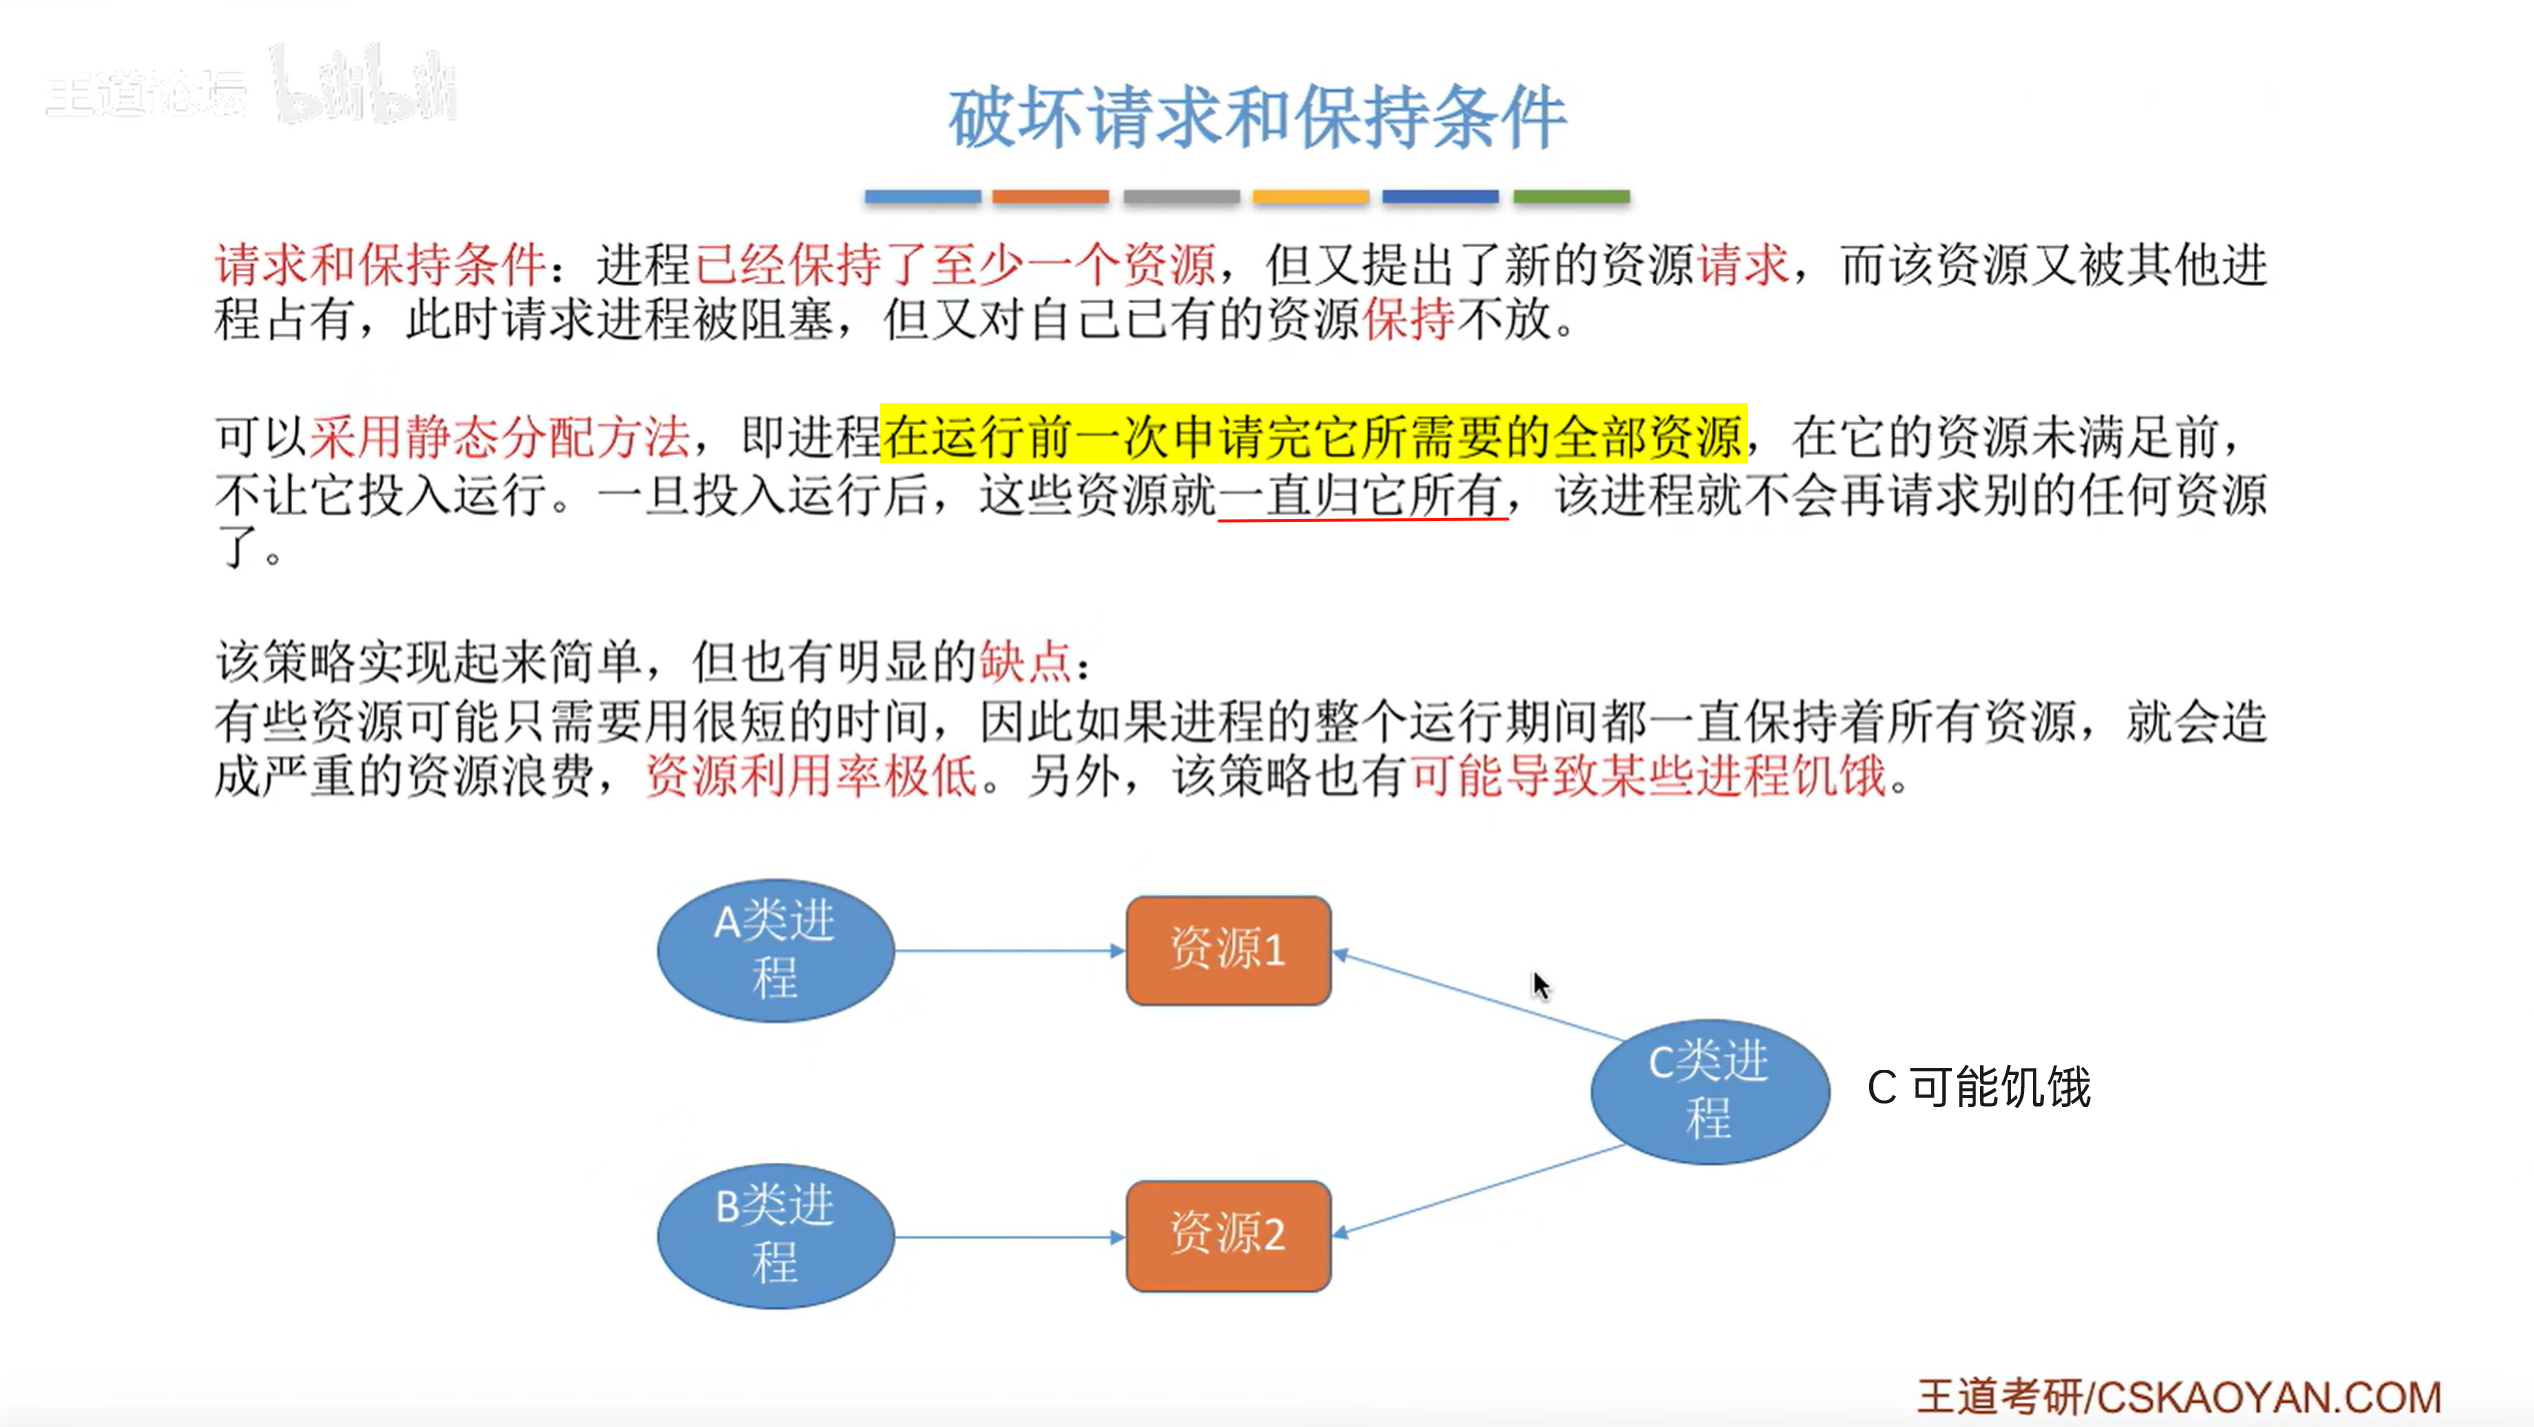 王道论坛 bilibili
破坏请求和保持条件
请求和保持条件：进程已经保持了至少一个资源，但又提出了新的资源请求，而该资源又被其他进
程占有，此时请求进程被阻塞，但又对自己已有的资源保持不放。
可以采用静态分配方法，即进程在运行前一次申请完它所需要的全部资源，在它的资源未满足前，
不让它投入运行。一旦投入运行后，这些资源就一直归它所有，该进程就不会再请求别的任何资源
了。
该策略实现起来简单，但也有明显的缺点：
有些资源可能只需要用很短的时间，因此如果进程的整个运行期间都一直保持着所有资源，就会造
成严重的资源浪费，资源利用率极低。另外，该策略也有可能导致某些进程饥饿。
A类进
程
资源1
C类进
程
C 可能饥饿
B类进
程
资源2
王道考研/CSKAOYAN.COM